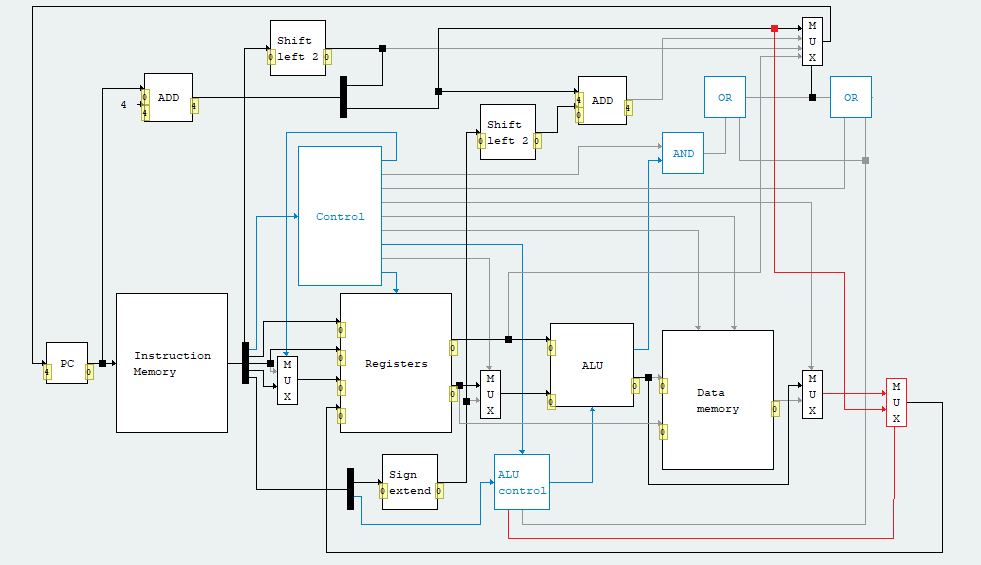 Shift
left 2
0
0
M
U
X
4
ADD
0
4
4
ADD
4
0
4
OR
OR
Shift
left 2
0
0
AND
Control
PC
4
0
Instruction
Memory
M
U
X
Registers
0
0
0
0
0
0
M
U
X
ALU
0
0
0
Data
memory
0
0
0
M
U
X
M
U
X
Sign
extend
0
0
ALU
control